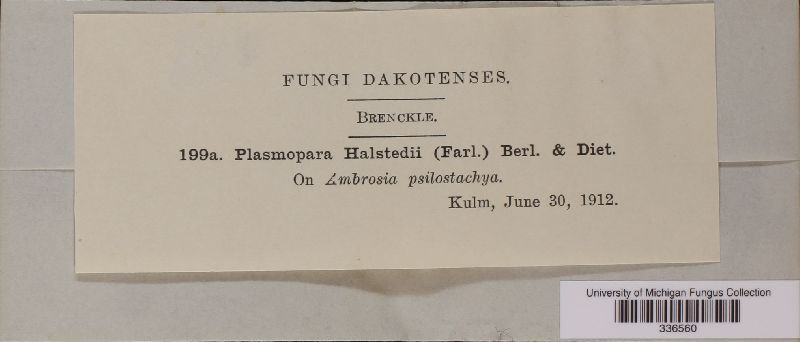 FUNGI DAKOTENSES.
BRENCKLE.
199a. Plasmopara Halstedii (Farl.) Berl. & Diet.
On Ambrosia psilostachya.
Kulm, June 30, 1912.
University of Michigan Fungus Collection
336560